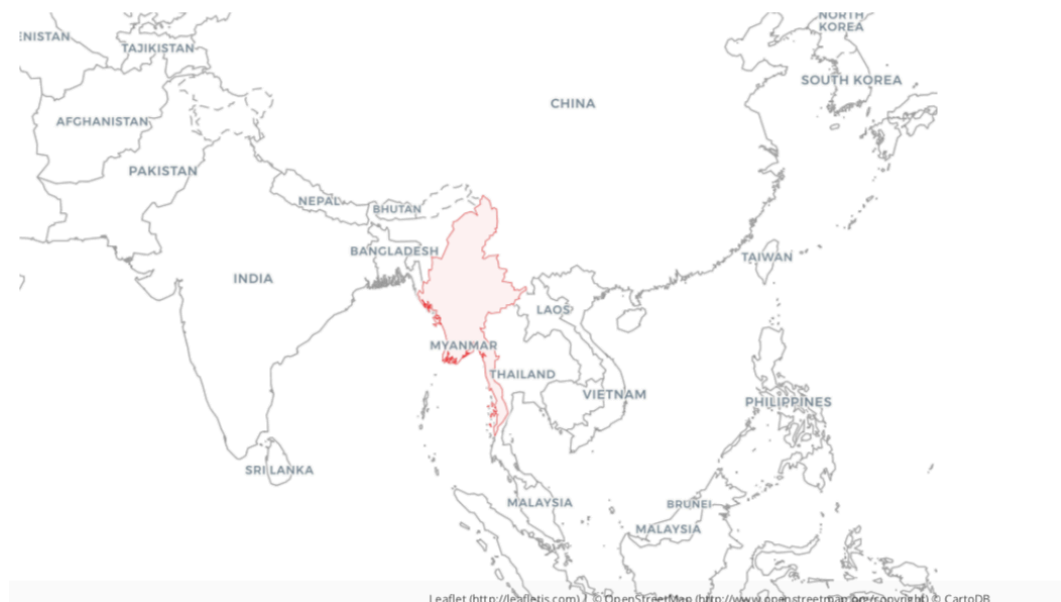 NORTH
KOREA
ENISTAN
TAJIKISTAN
SOUTH KOREA
CHINA
AFGHANISTAN
PAKISTAN
NEPAL
BHUTAN
BANGLADESH
TAIWAN
INDIA
LAOS
MYANMAR
THAILAND
VIETNAM
PHILIPPINES
SRI LANKA
MALAYSIA
BRUNEI
MALAYSIA
Leaflet (http://leafletjs.com) | © OpenStreetMap (http://www.openstreetmap.org/copyright) © CartoDB